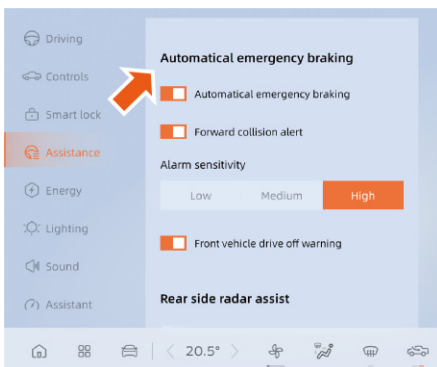 Driving
Controls
Smart lock
Assistance
Energy
Lighting
Sound
Assistant
Automatical emergency braking
Automatical emergency braking
Forward collision alert
Alarm sensitivity
Low Medium High
Front vehicle drive off warning
Rear side radar assist
20.5°